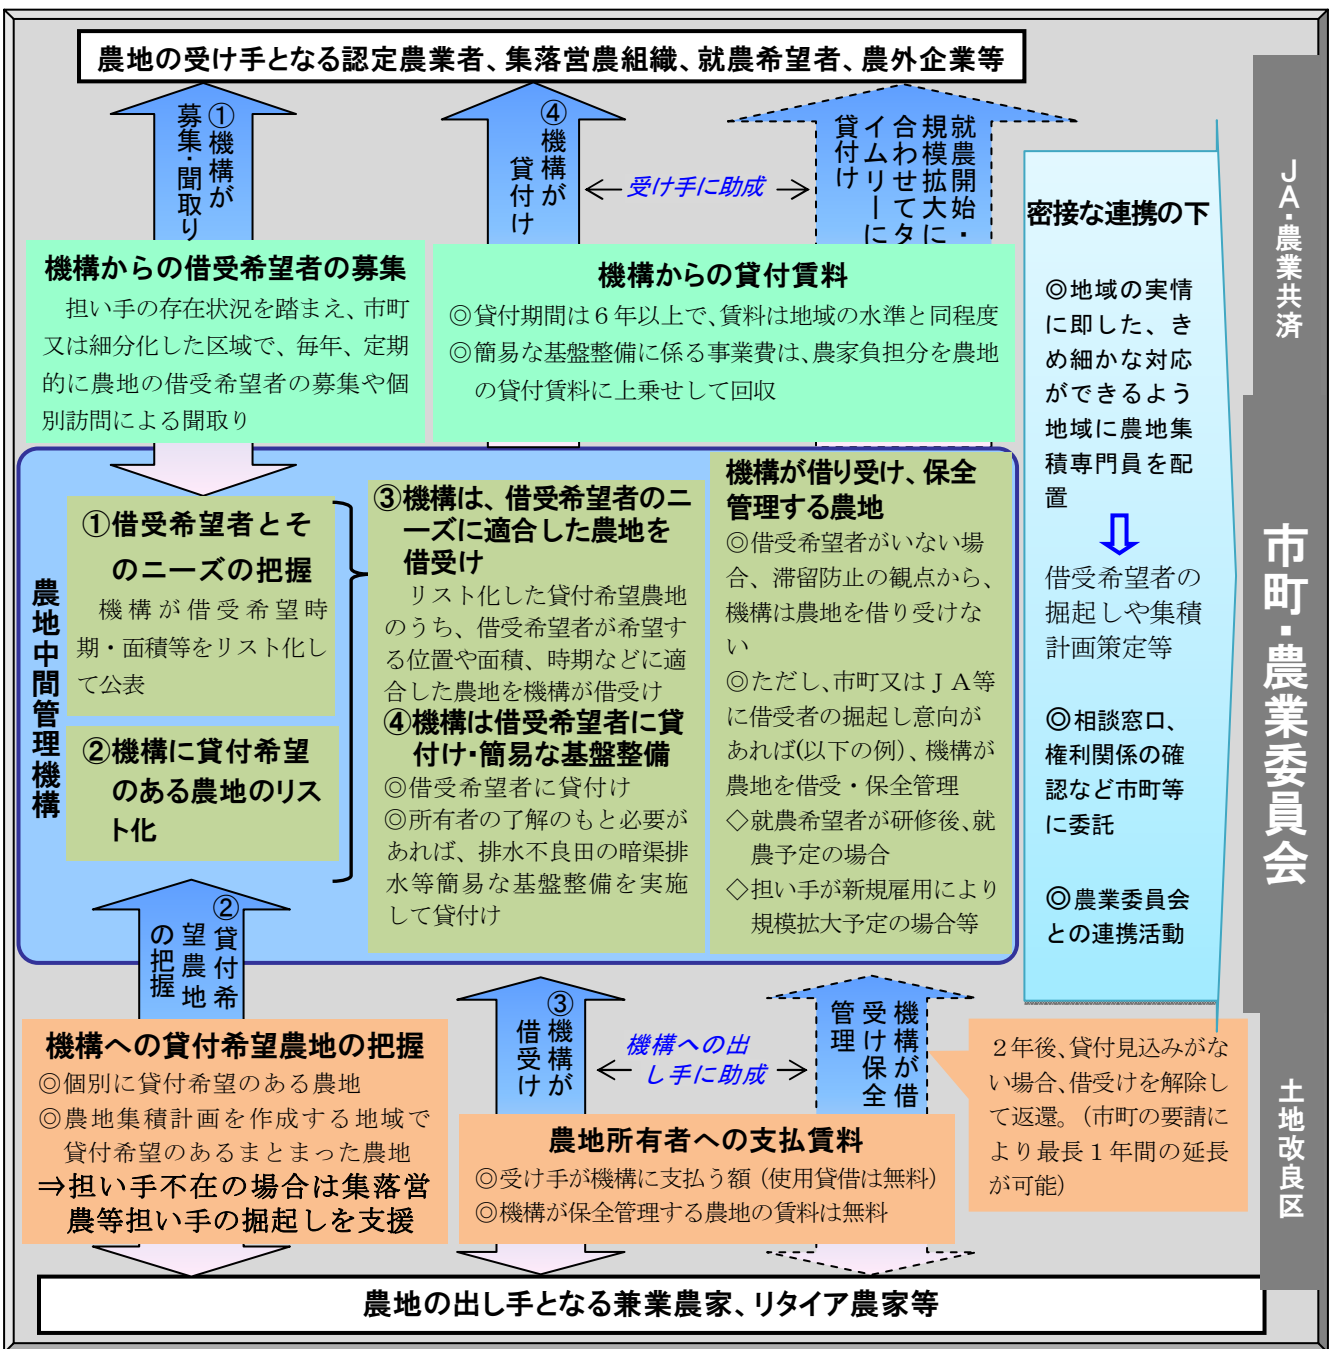 農地の受け手となる認定農業者、集落営農組織、就農希望者、農外企業等
①機構が
募集・聞取り
④機構が
貸付け
受け手に助成
就農開始・
規模拡大に
合わせてタ
イムリーに
貸付け
機構からの借受希望者の募集
担い手の存在状況を踏まえ、市町
又は細分化した区域で、毎年、定期
的に農地の借受希望者の募集や個
別訪問による聞取り
機構からの貸付賃料
◎貸付期間は６年以上で、賃料は地域の水準と同程度
◎簡易な基盤整備に係る事業費は、農家負担分を農地
の貸付賃料に上乗せして回収
農地中間管理機構
①借受希望者とそ
のニーズの把握
機構が借受希望時
期・面積等をリスト化し
て公表
②機構に貸付希望
のある農地のリス
ト化
③機構は、借受希望者のニ
ーズに適合した農地を
借受け
リスト化した貸付希望農地
のうち、借受希望者が希望す
る位置や面積、時期などに適
合した農地を機構が借受け
④機構は借受希望者に貸
付け・簡易な基盤整備
◎借受希望者に貸付け
◎所有者の了解のもと必要が
あれば、排水不良田の暗渠排
水等簡易な基盤整備を実施
して貸付け
機構が借り受け、保全
管理する農地
◎借受希望者がいない場
合、滞留防止の観点から、
機構は農地を借り受けな
い
◎ただし、市町又はＪＡ等
に借受者の掘起し意向が
あれば(以下の例)、機構が
農地を借受・保全管理
◇就農希望者が研修後、就
農予定の場合
◇担い手が新規雇用により
規模拡大予定の場合等
②貸付希
望農地
の把握
機構への貸付希望農地の把握
◎個別に貸付希望のある農地
◎農地集積計画を作成する地域で
貸付希望のあるまとまった農地
⇒担い手不在の場合は集落営
農等担い手の掘起しを支援
③機構が
借受け
機構への出
し手に助成
機構が借
受け保全
管理
農地所有者への支払賃料
◎受け手が機構に支払う額（使用貸借は無料）
◎機構が保全管理する農地の賃料は無料
２年後、貸付見込みがな
い場合、借受けを解除し
て返還。（市町の要請に
より最長１年間の延長
が可能）
農地の出し手となる兼業農家、リタイア農家等
密接な連携の下
◎地域の実情
に即した、き
め細かな対応
ができるよう
地域に農地集
積専門員を配
置
借受希望者の
掘起しや集積
計画策定等
◎相談窓口、
権利関係の確
認など市町等
に委託
◎農業委員会
との連携活動
ＪＡ・農業共済
市町・農業委員会
土地改良区